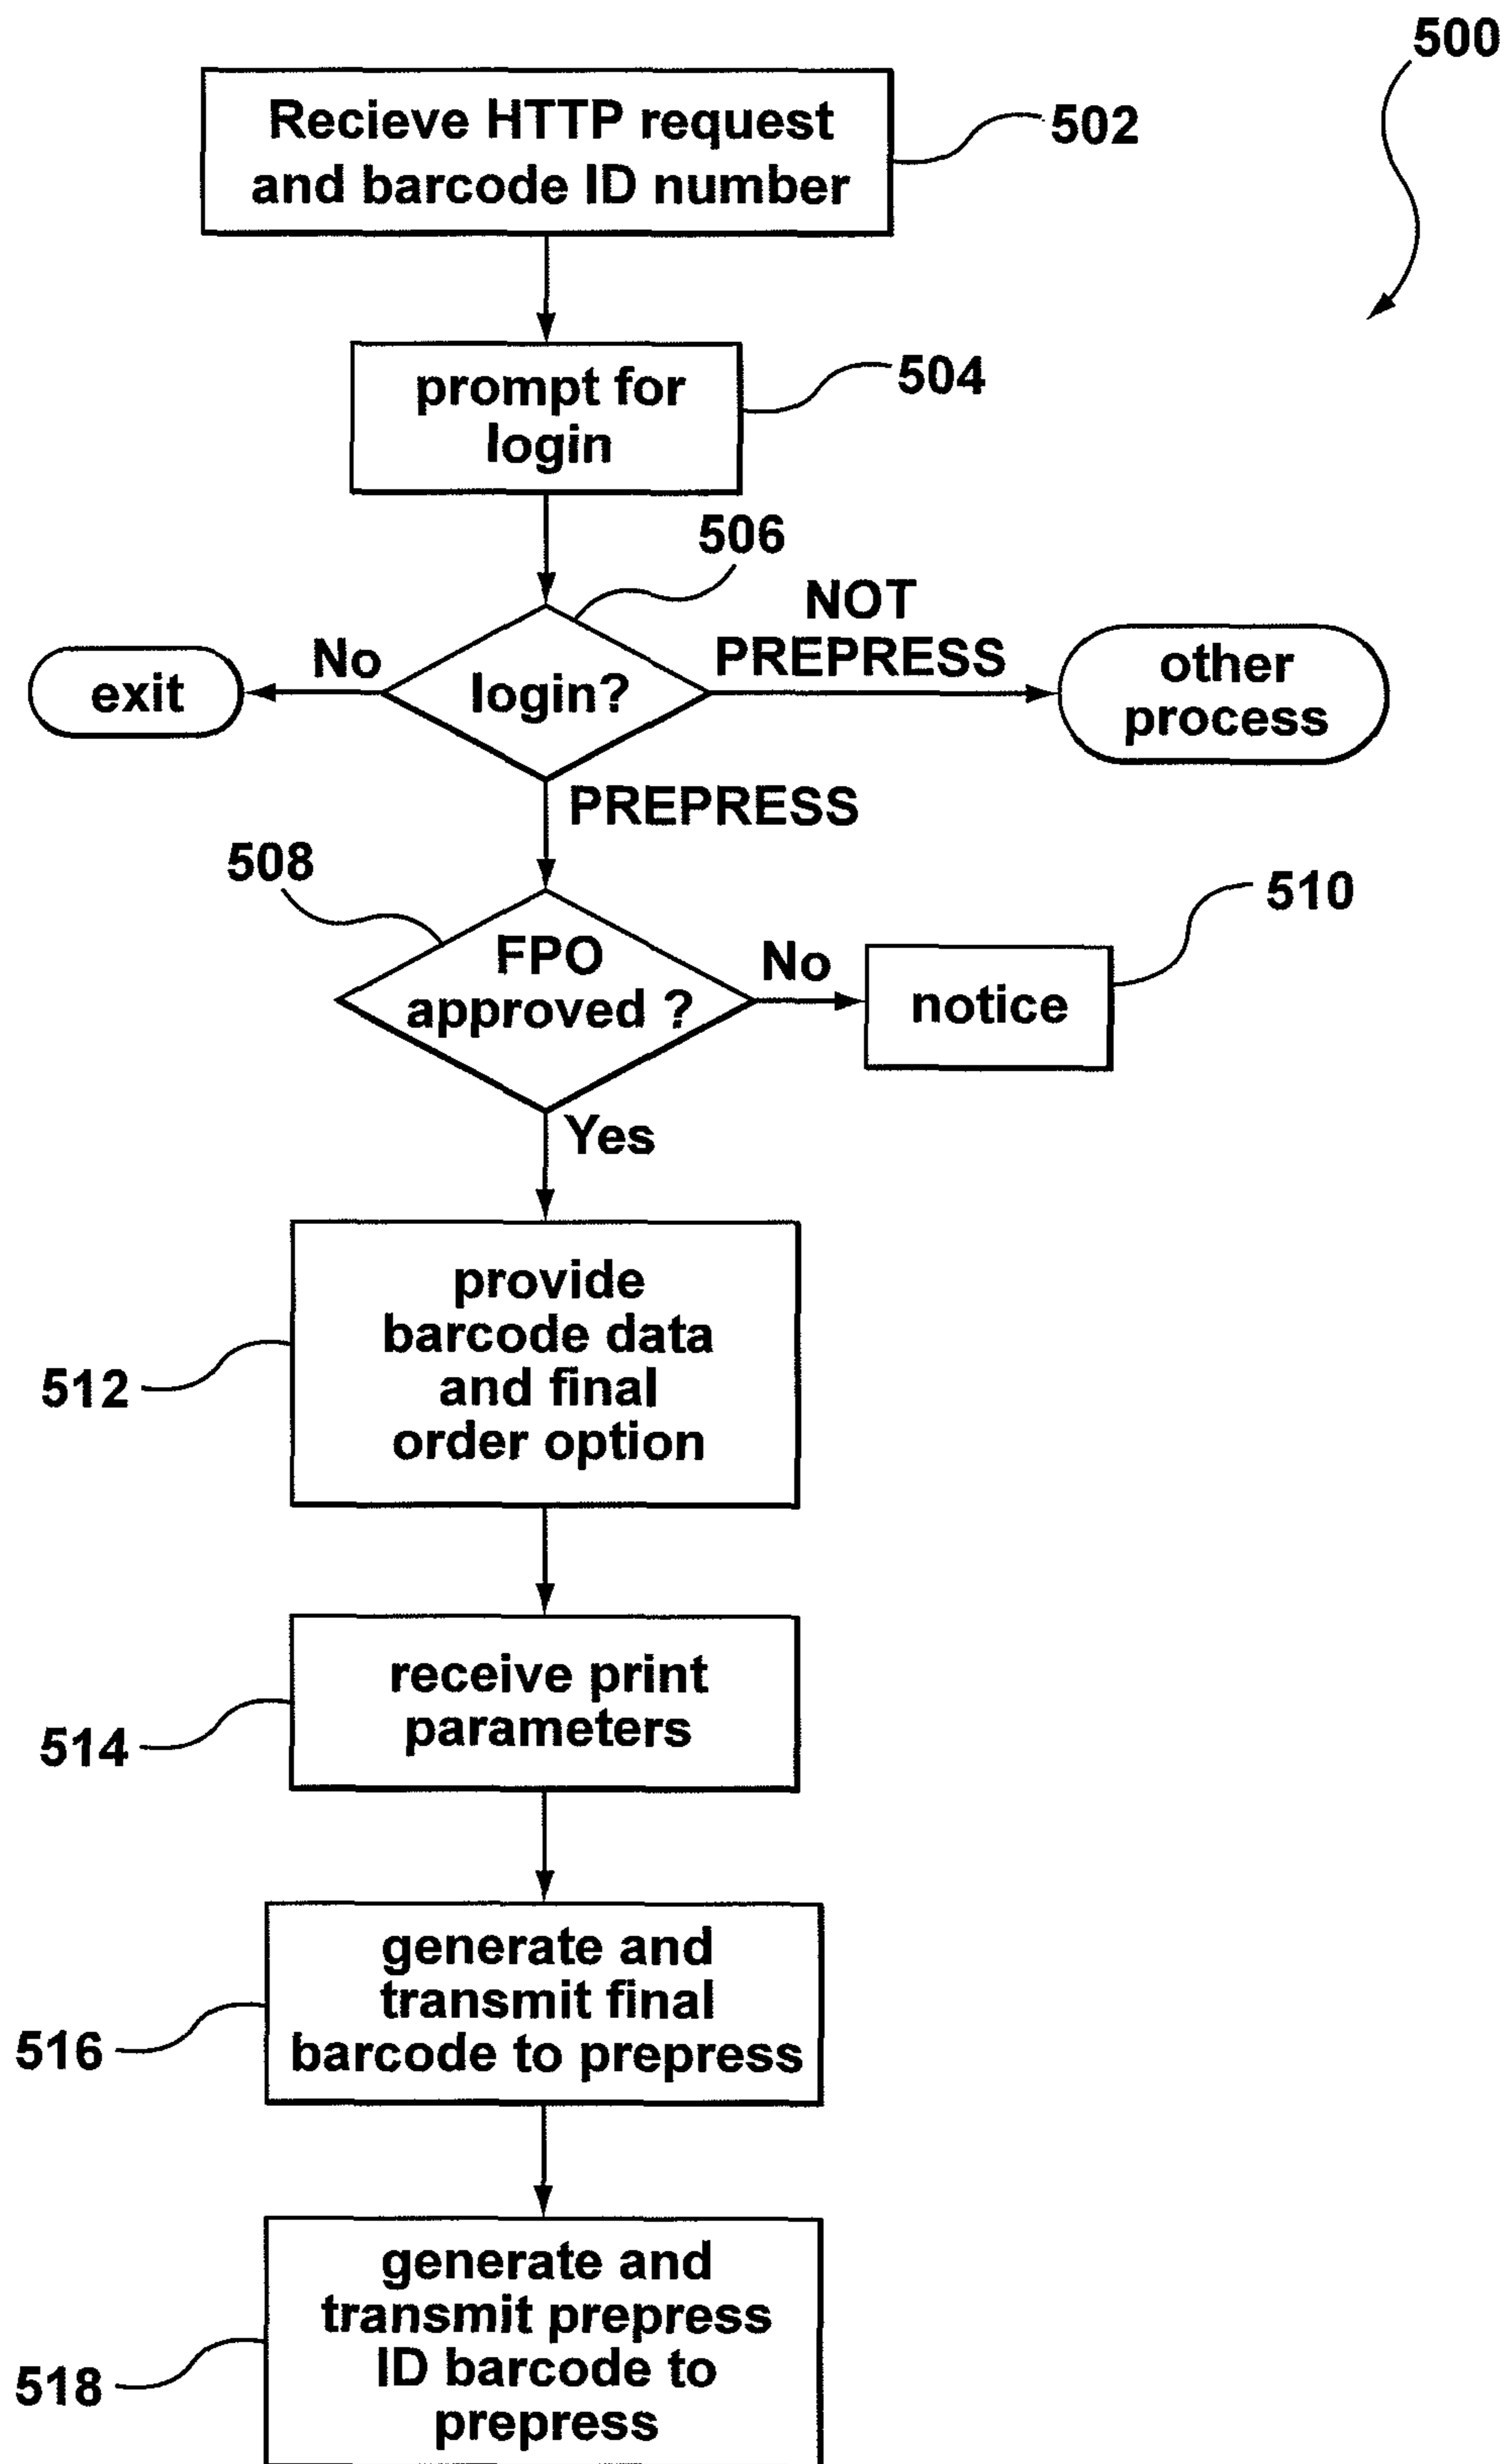 500
Recieve HTTP request
and barcode ID number
502
prompt for
login
504
506
No
login?
NOT
PREPRESS
exit
other
process
PREPRESS
508
FPO
approved ?
No
notice
510
Yes
provide
barcode data
and final
order option
512
receive print
parameters
514
generate and
transmit final
barcode to prepress
516
generate and
transmit prepress
ID barcode to
prepress
518